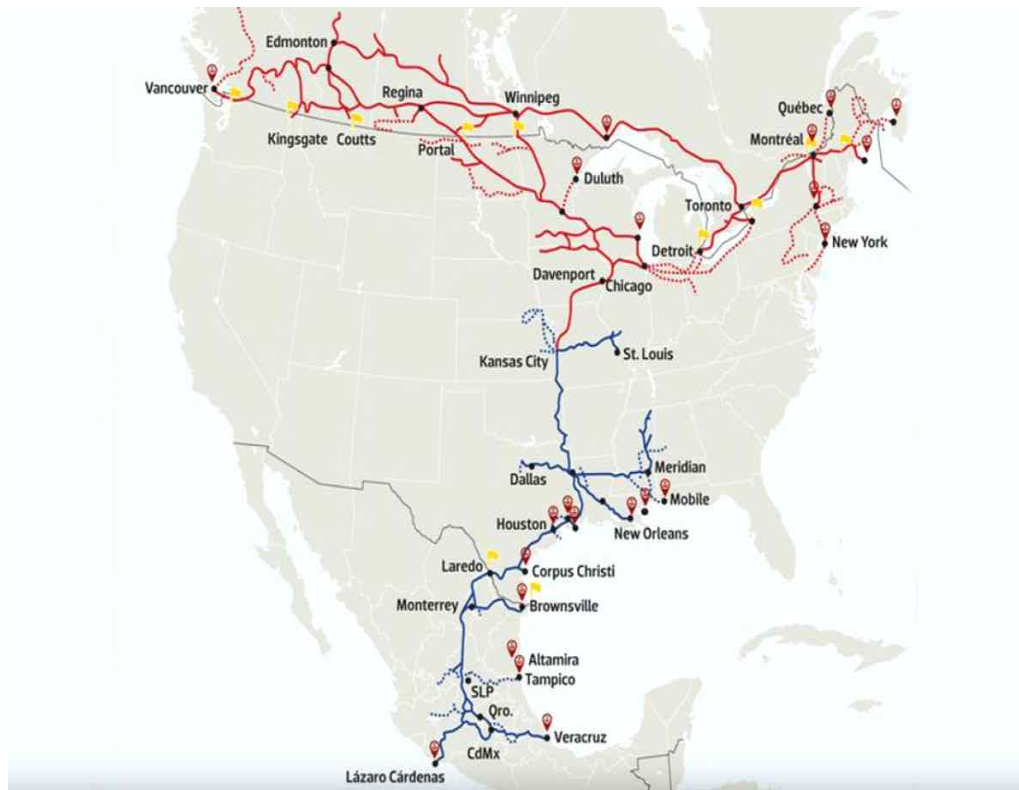 Edmonton
Vancouver
Regina
Winnipeg
Québec
Kingsgate
Coutts
Portal
Montréal
Duluth
Toronto
New York
Detroit
Davenport
Chicago
Kansas City
St. Louis
Dallas
Meridian
Mobile
Houston
New Orleans
Laredo
Corpus Christi
Monterrey
Brownsville
Altamira
Tampico
SLP
Qro.
Veracruz
CdMx
Lázaro Cárdenas